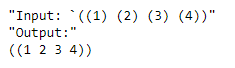 "Input: `((1) (2) (3) (4))"
"Output:"
((1 2 3 4))